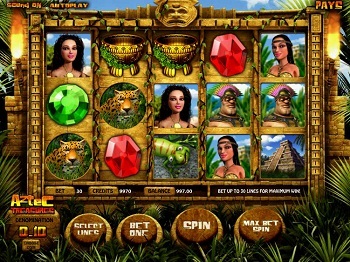 SOUND ON AUTOPLAY
PAYS
BET 30 CREDITS 9970 BALANCE 997.00 BET UP TO 30 LINES FOR MAXIMUM WIN!
AZTEC
TREASURES
DENOMINATION
0.10
SELECT
LINES
BET
ONE
SPIN
MAX BET
SPIN